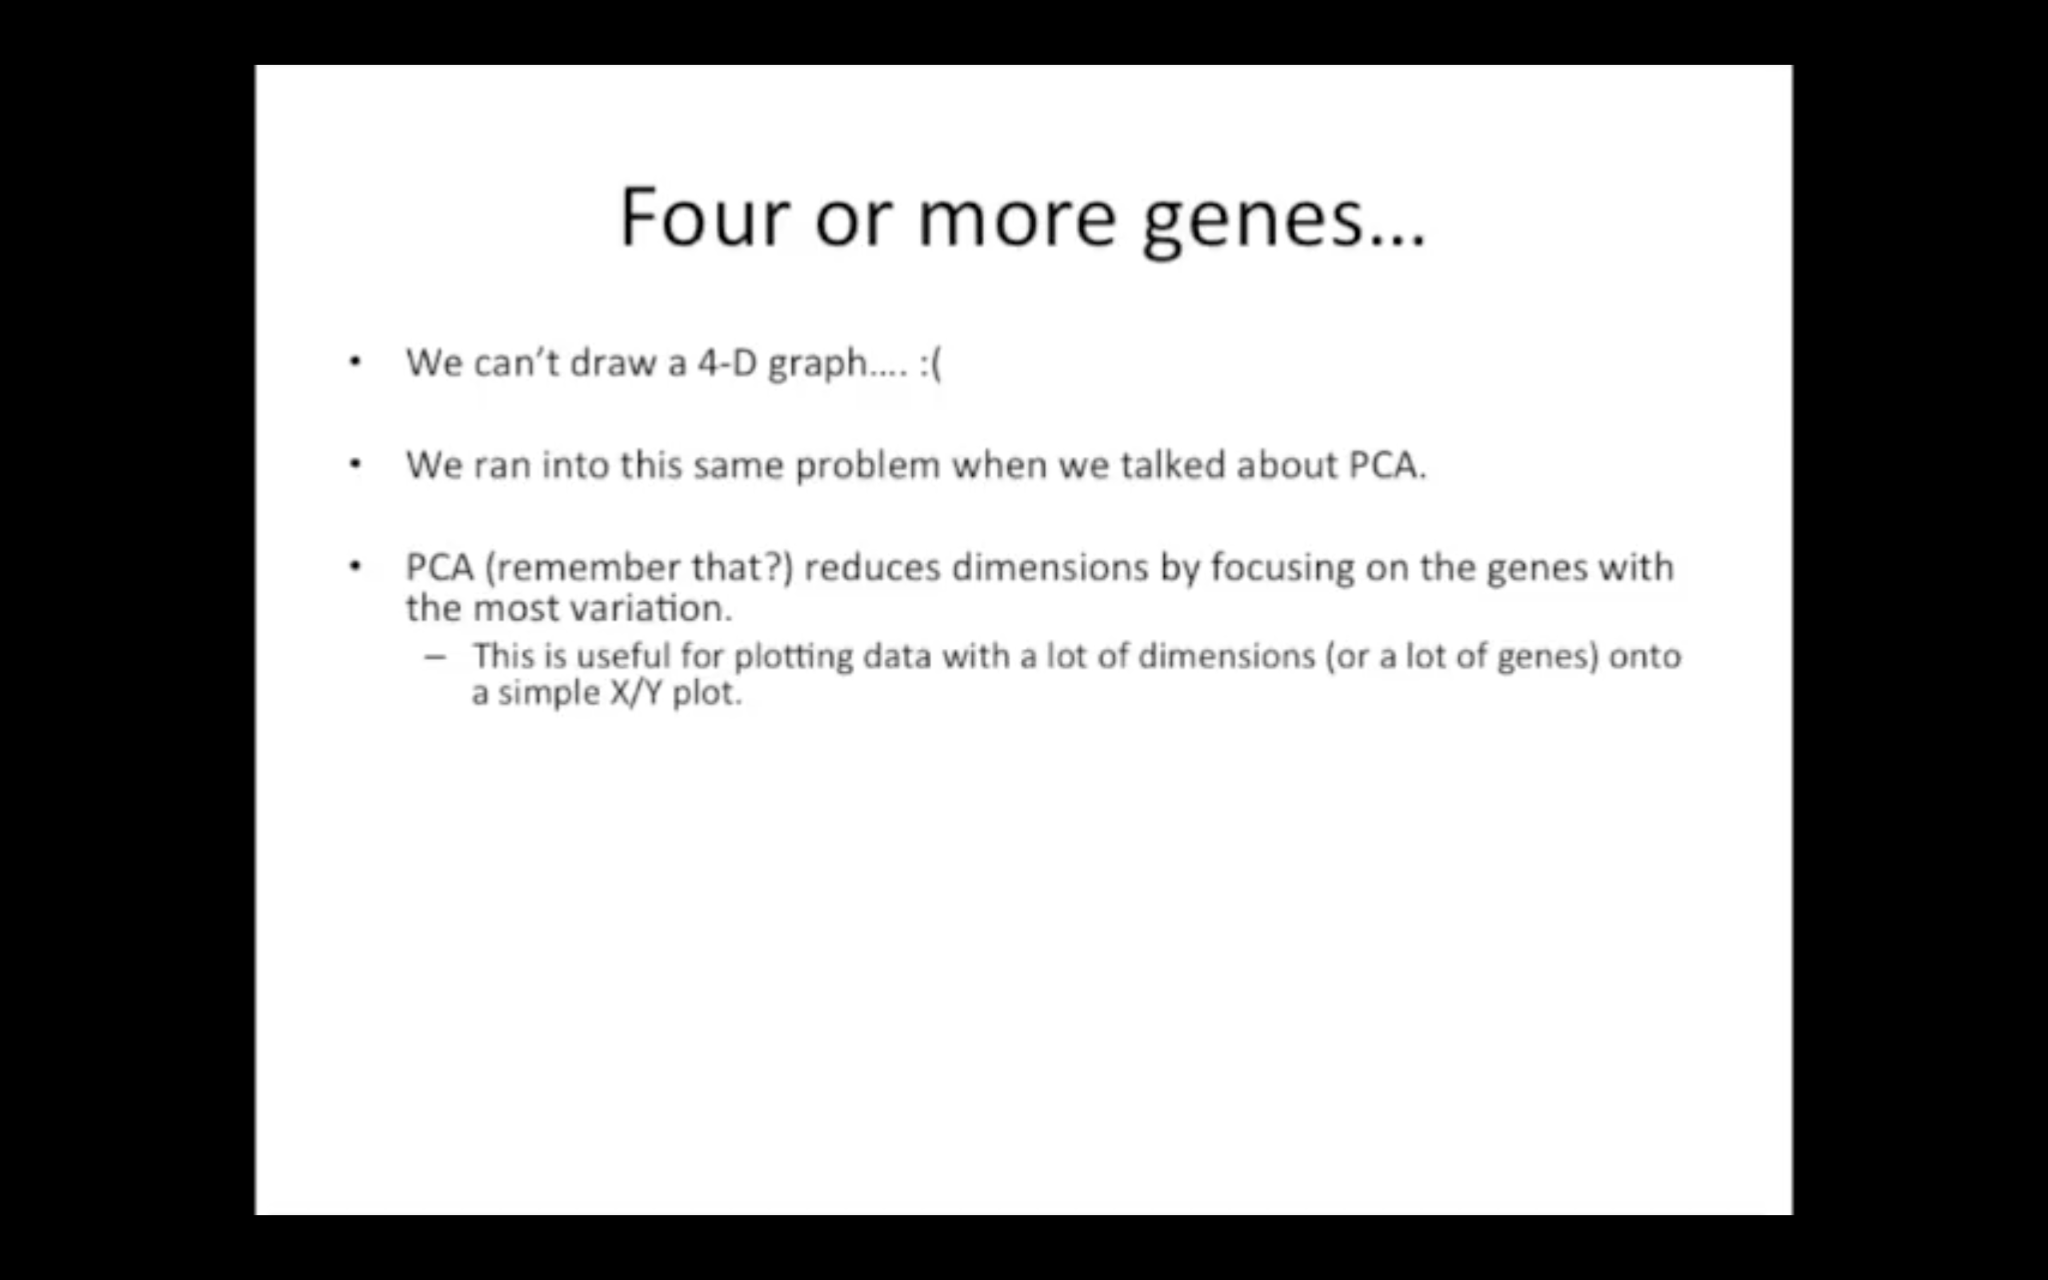 Four or more genes...
• We can’t draw a 4-D graph.... :(
• We ran into this same problem when we talked about PCA.
• PCA (remember that?) reduces dimensions by focusing on the genes with
the most variation.
– This is useful for plotting data with a lot of dimensions (or a lot of genes) onto
a simple X/Y plot.